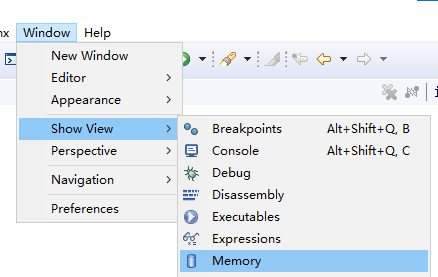 nx Window Help
New Window
Editor
Appearance
Show View
Perspective
Navigation
Preferences
Breakpoints Alt+Shift+Q, B
Console Alt+Shift+Q, C
Debug
Disassembly
Executables
Expressions
Memory